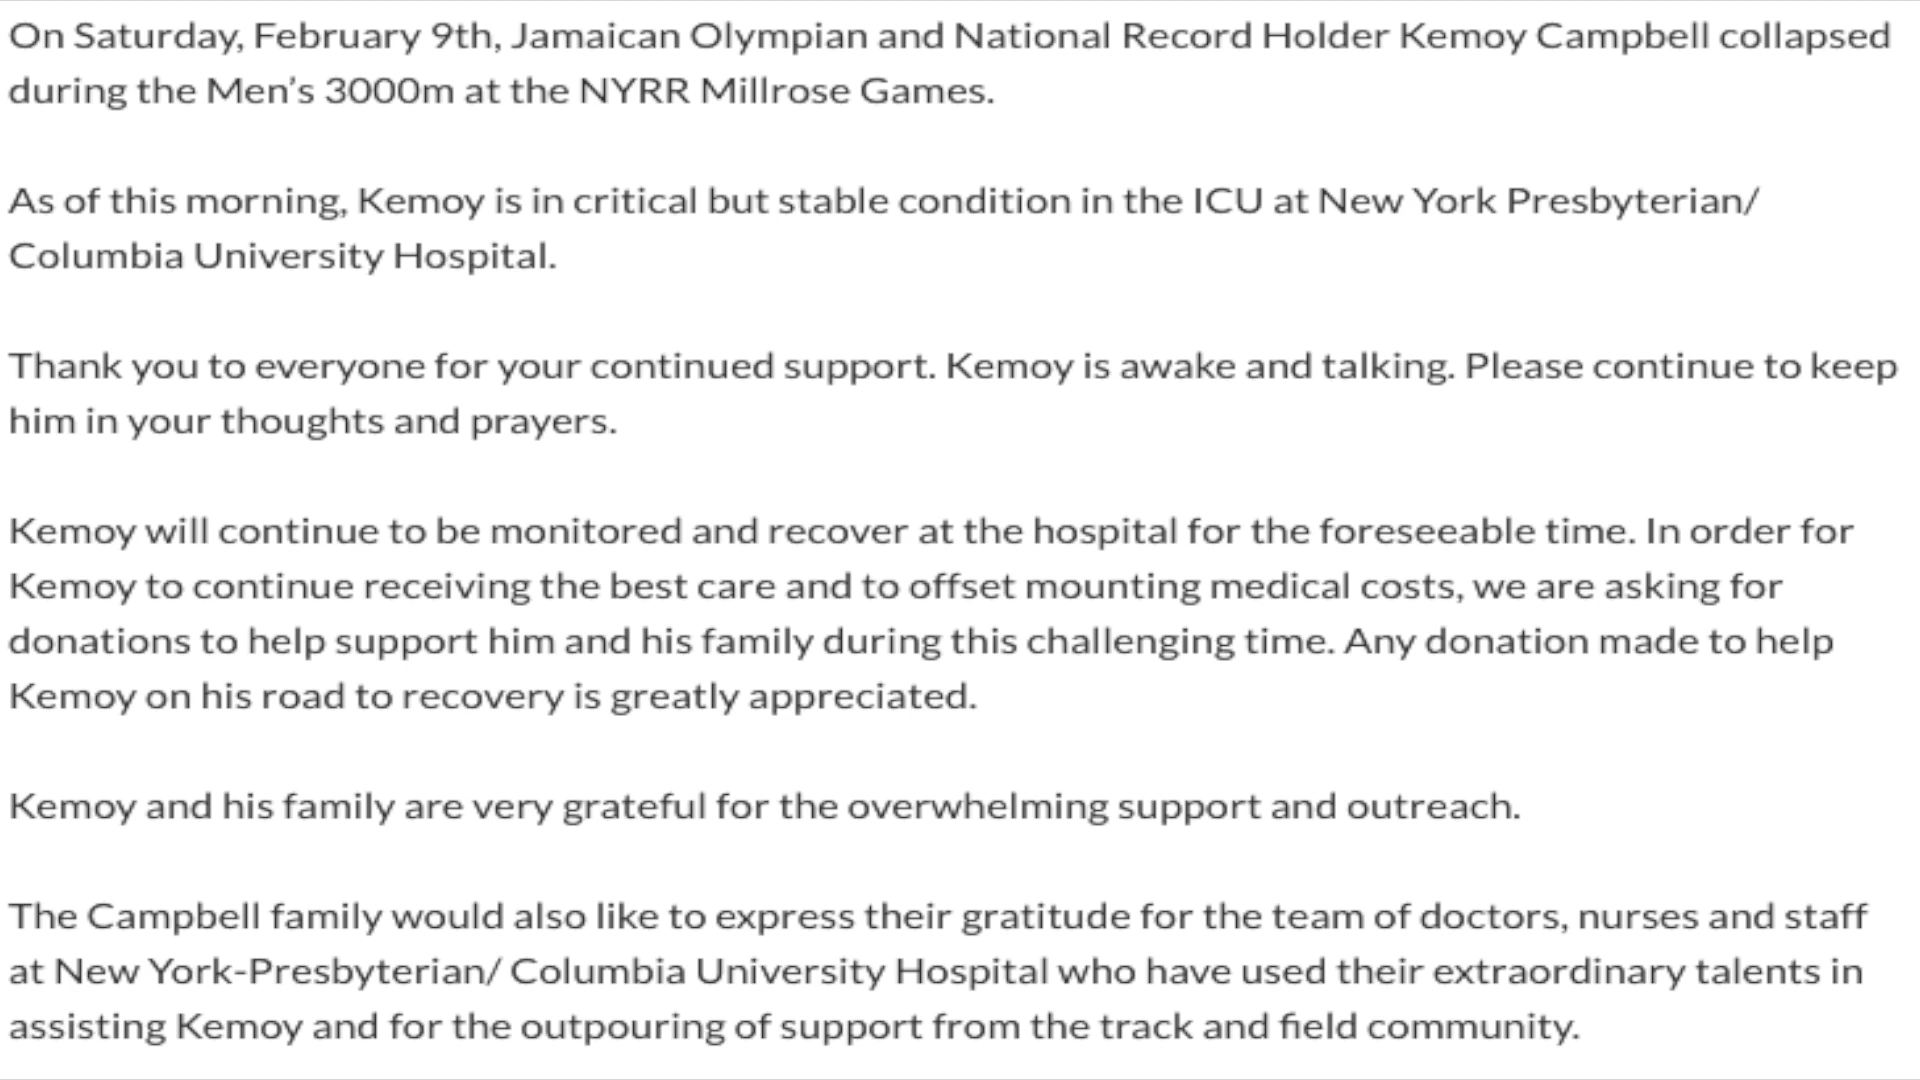 On Saturday, February 9th, Jamaican Olympian and National Record Holder Kemoy Campbell collapsed
during the Men’s 3000m at the NYRR Millrose Games.
As of this morning, Kemoy is in critical but stable condition in the ICU at New York Presbyterian/
Columbia University Hospital.
Thank you to everyone for your continued support. Kemoy is awake and talking. Please continue to keep
him in your thoughts and prayers.
Kemoy will continue to be monitored and recover at the hospital for the foreseeable time. In order for
Kemoy to continue receiving the best care and to offset mounting medical costs, we are asking for
donations to help support him and his family during this challenging time. Any donation made to help
Kemoy on his road to recovery is greatly appreciated.
Kemoy and his family are very grateful for the overwhelming support and outreach.
The Campbell family would also like to express their gratitude for the team of doctors, nurses and staff
at New York-Presbyterian/ Columbia University Hospital who have used their extraordinary talents in
assisting Kemoy and for the outpouring of support from the track and field community.